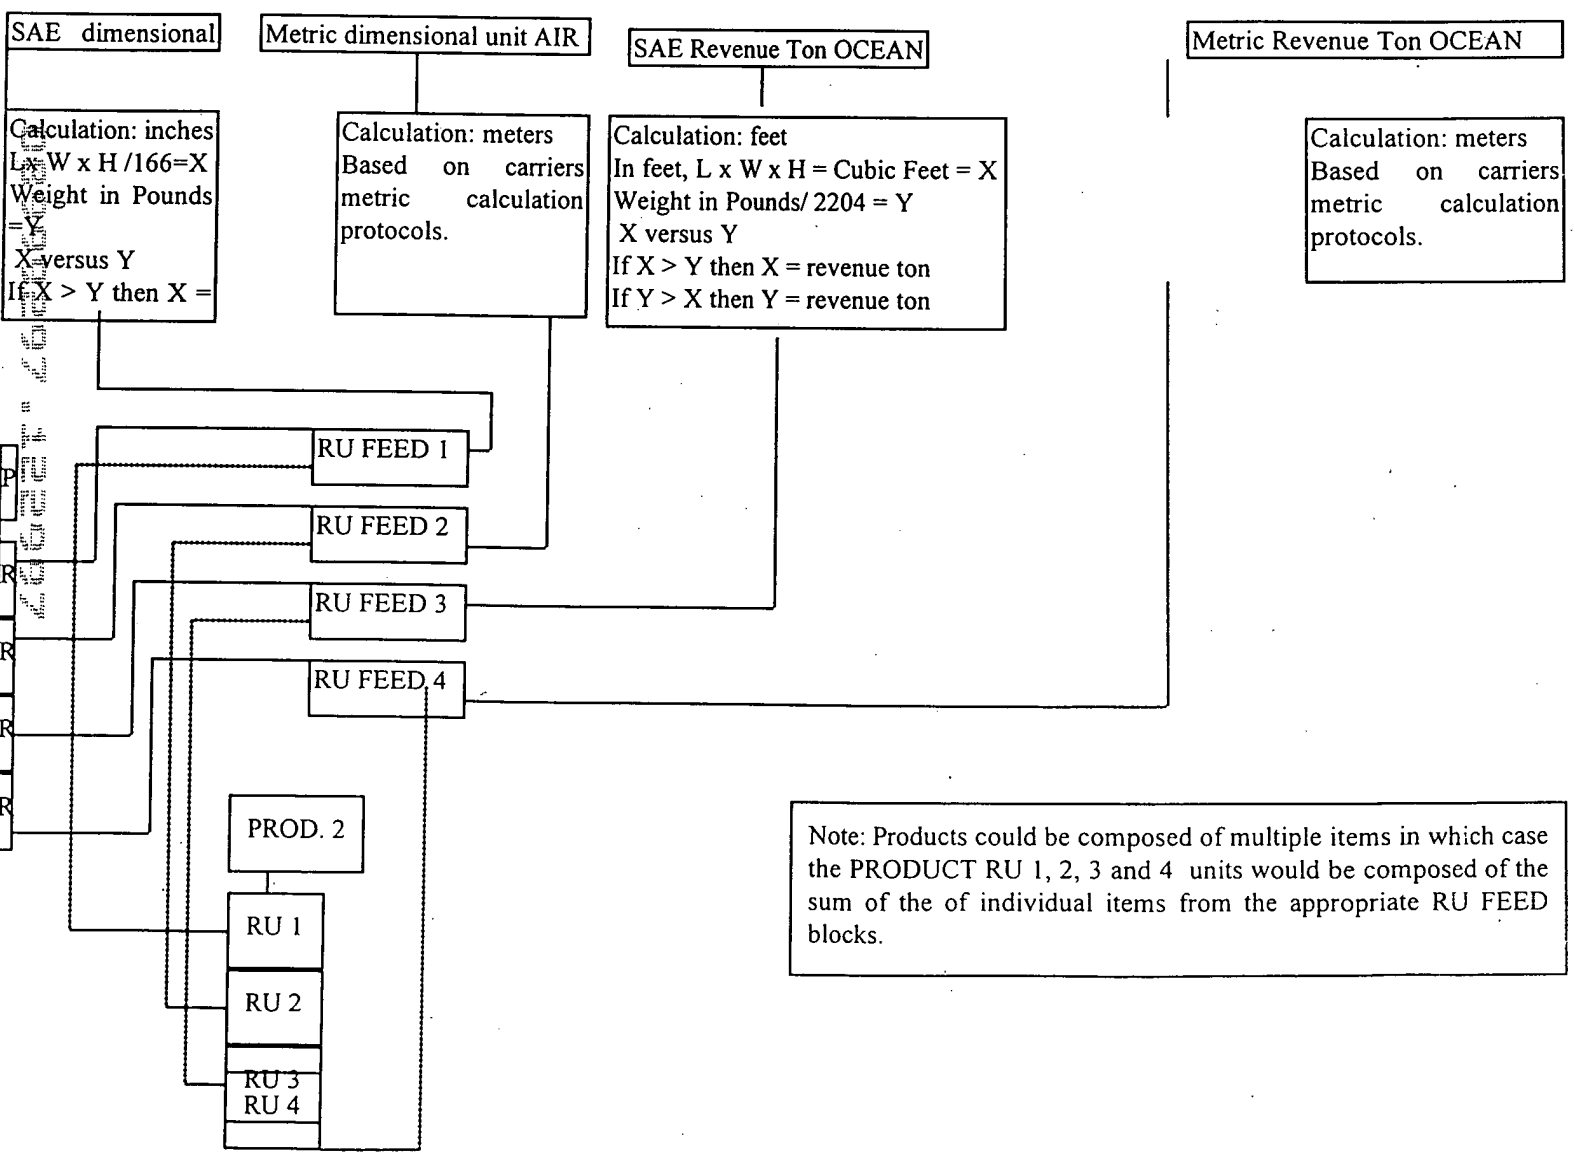 SAE dimensional
Metric dimensional unit AIR
SAE Revenue Ton OCEAN
Metric Revenue Ton OCEAN
Calculation: inches
L x W x H /166=X
Weight in Pounds
=Y
X versus Y
If X > Y then X =
Calculation: meters
Based on carriers
metric calculation
protocols.
Calculation: feet
In feet, L x W x H = Cubic Feet = X
Weight in Pounds/ 2204 = Y
X versus Y
If X > Y then X = revenue ton
If Y > X then Y = revenue ton
Calculation: meters
Based on carriers
metric calculation
protocols.
RU FEED 1
P
RU FEED 2
R
RU FEED 3
R
RU FEED 4
R
R
PROD. 2
RU 1
RU 2
RU 3
RU 4
Note: Products could be composed of multiple items in which case
the PRODUCT RU 1, 2, 3 and 4 units would be composed of the
sum of the of individual items from the appropriate RU FEED
blocks.